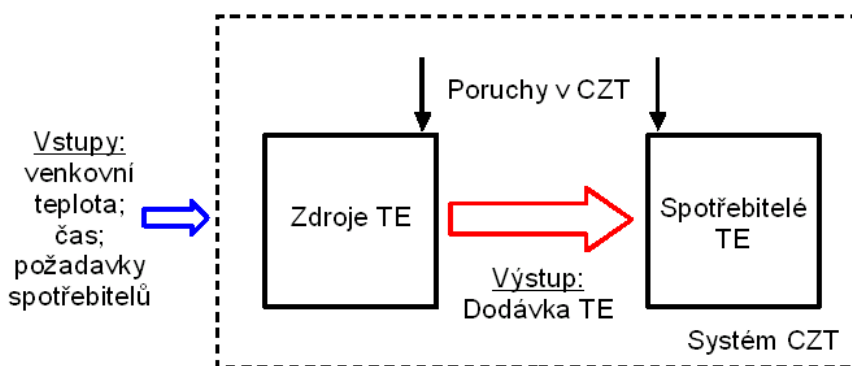 Poruchy v CZT
Vstupy:
venkovní
teplota;
čas;
požadavky
spotřebitelů
Zdroje TE
Spotřebitelé
TE
Výstup:
Dodávka TE
Systém CZT